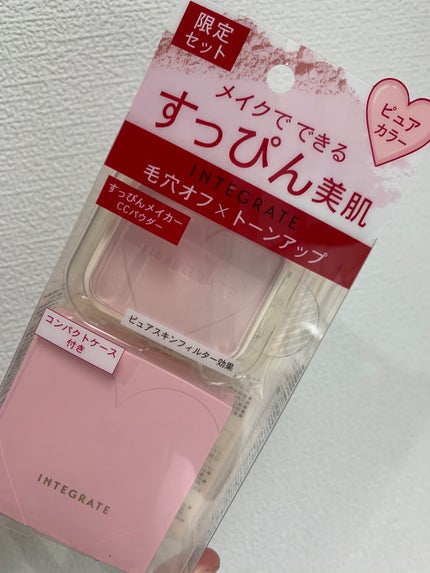 限定
セット
メイクでできる
すっぴん美肌
ピュア
カラー
INTEGRATE
毛穴オフ×トーンアップ
すっぴんメイカー
CCパウダー
INTEGRATE
ピュアスキンフィルター効果
コンパクトケース
付き
INTEGRATE